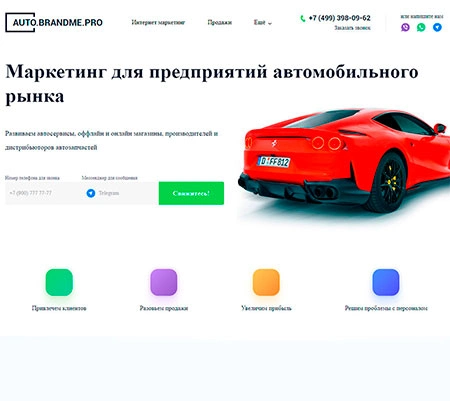 AUTO.BRANDME.PRO
Интернет маркетинг
Продажи
Ещё
+7 (499) 398-09-62
Заказать звонок
или напишите нам
Маркетинг для предприятий автомобильного
рынка
Развиваем автосервисы, оффлайн и онлайн магазины, производителей и
дистрибьюторов автозапчастей
Номер телефона для звонка
Мессенджер для сообщения
+7 (900) 777 77-77
Telegram
Свяжитесь!
D FF 812
Привлечем клиентов
Разовьем продажи
Увеличим прибыль
Решим проблемы с персоналом